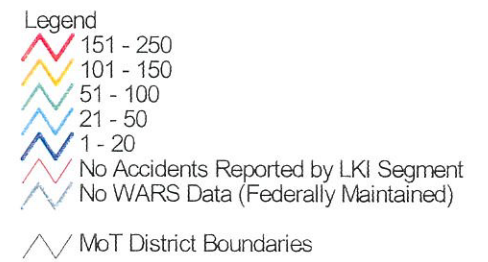 Legend
151 - 250
101 - 150
51 - 100
21 - 50
1 - 20
No Accidents Reported by LKI Segment
No WARS Data (Federally Maintained)
MoT District Boundaries